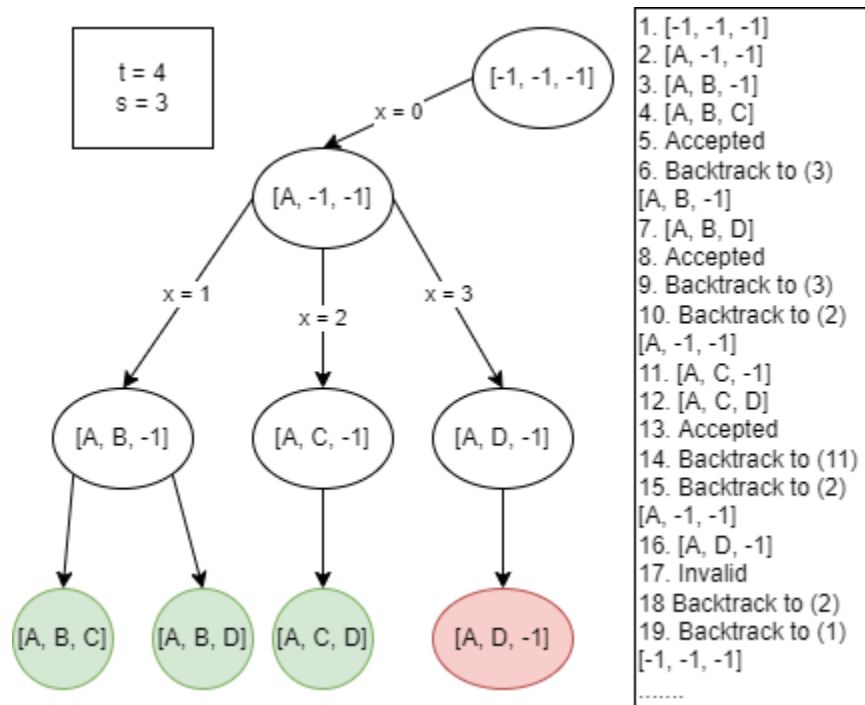 t = 4
s = 3
[-1, -1, -1]
x = 0
[A, -1, -1]
x = 1
x = 2
x = 3
[A, B, -1]
[A, C, -1]
[A, D, -1]
[A, B, C]
[A, B, D]
[A, C, D]
[A, D, -1]
1. [-1, -1, -1]
2. [A, -1, -1]
3. [A, B, -1]
4. [A, B, C]
5. Accepted
6. Backtrack to (3)
[A, B, -1]
7. [A, B, D]
8. Accepted
9. Backtrack to (3)
10. Backtrack to (2)
[A, -1, -1]
11. [A, C, -1]
12. [A, C, D]
13. Accepted
14. Backtrack to (11)
15. Backtrack to (2)
[A, -1, -1]
16. [A, D, -1]
17. Invalid
18 Backtrack to (2)
19. Backtrack to (1)
[-1, -1, -1]
.......